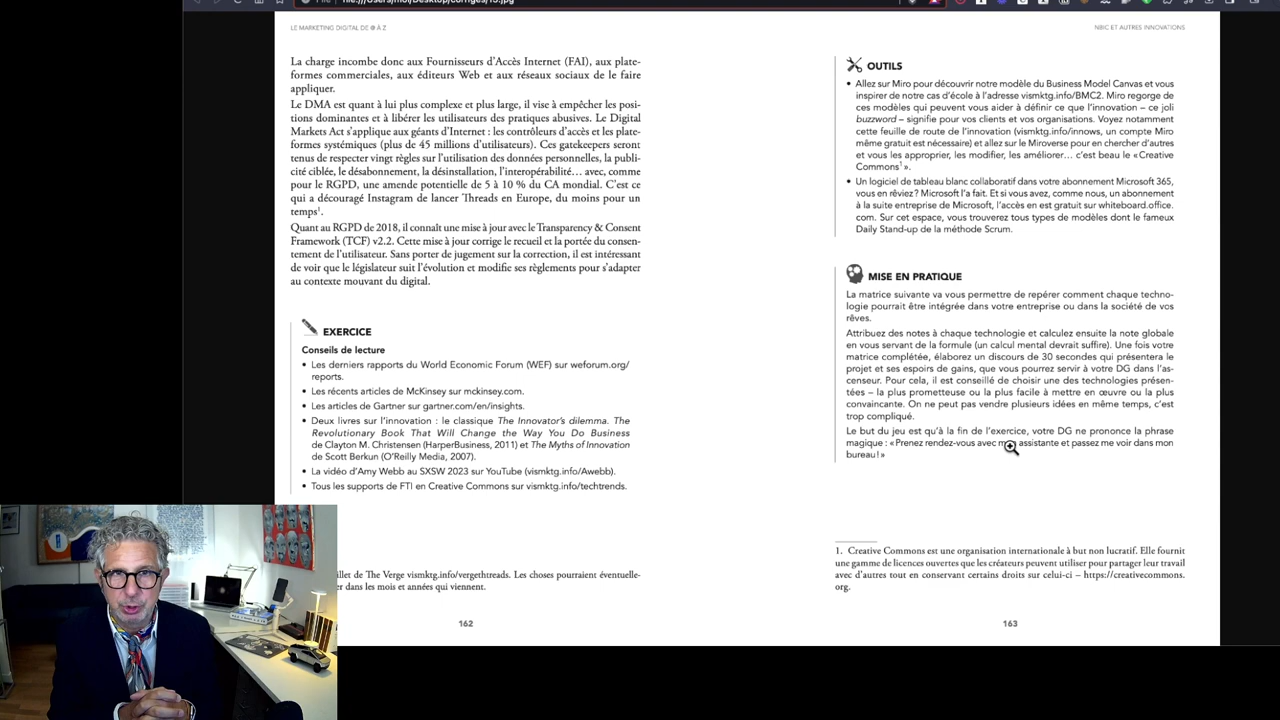 LE MARKETING DIGITAL DE @ À Z
La charge incombe donc aux Fournisseurs d'Accès Internet (FAI), aux plate-
formes commerciales, aux éditeurs Web et aux réseaux sociaux de le faire
appliquer.
Le DMA est quant à lui plus complexe et plus large, il vise à empêcher les posi-
tions dominantes et à libérer les utilisateurs des pratiques abusives. Le Digital
Markets Act s'applique aux géants d'Internet : les contrôleurs d'accès et les plate-
formes systémiques (plus de 45 millions d'utilisateurs). Ces gatekeepers seront
tenus de respecter vingt règles sur l'utilisation des données personnelles, la publi-
cité ciblée, le désabonnement, la désinstallation, l'interopérabilité… avec, comme
pour le RGPD, une amende potentielle de 5 à 10 % du CA mondial. C'est ce
qui a découragé Instagram de lancer Threads en Europe, du moins pour un
temps¹.
Quant au RGPD de 2018, il connaît une mise à jour avec le Transparency & Consent
Framework (TCF) v2.2. Cette mise à jour corrige le recueil et la portée du consen-
tement de l'utilisateur. Sans porter de jugement sur la correction, il est intéressant
de voir que le législateur suit l'évolution et modifie ses règlements pour s'adapter
au contexte mouvant du digital.
EXERCICE
Conseils de lecture
• Les derniers rapports du World Economic Forum (WEF) sur weforum.org/
reports.
• Les récents articles de McKinsey sur mckinsey.com.
• Les articles de Gartner sur gartner.com/en/insights.
• Deux livres sur l'innovation : le classique The Innovator's dilemma. The
Revolutionary Book That Will Change the Way You Do Business
de Clayton M. Christensen (HarperBusiness, 2011) et The Myths of Innovation
de Scott Berkun (O'Reilly Media, 2007).
• La vidéo d'Amy Webb au SXSW 2023 sur YouTube (vismktg.info/Awebb).
• Tous les supports de FTI en Creative Commons sur vismktg.info/techtrends.
illet de The Verge vismktg.info/vergethreads. Les choses pourraient éventuelle-
er dans les mois et années qui viennent.
162
NBIC ET AUTRES INNOVATIONS
OUTILS
• Allez sur Miro pour découvrir notre modèle du Business Model Canvas et vous
inspirer de notre cas d'école à l'adresse vismktg.info/BMC2. Miro regorge de
ces modèles qui peuvent vous aider à définir ce que l'innovation – ce joli
buzzword – signifie pour vos clients et vos organisations. Voyez notamment
cette feuille de route de l'innovation (vismktg.info/innows, un compte Miro
même gratuit est nécessaire) et allez sur le Miroverse pour en chercher d'autres
et vous les approprier, les modifier, les améliorer… c'est beau le « Creative
Commons¹ ».
• Un logiciel de tableau blanc collaboratif dans votre abonnement Microsoft 365,
vous en rêviez ? Microsoft l'a fait. Et si vous avez, comme nous, un abonnement
à la suite entreprise de Microsoft, l'accès en est gratuit sur whiteboard.office.
com. Sur cet espace, vous trouverez tous types de modèles dont le fameux
Daily Stand-up de la méthode Scrum.
MISE EN PRATIQUE
La matrice suivante va vous permettre de repérer comment chaque techno-
logie pourrait être intégrée dans votre entreprise ou dans la société de vos
rêves.
Attribuez des notes à chaque technologie et calculez ensuite la note globale
en vous servant de la formule (un calcul mental devrait suffire). Une fois votre
matrice complétée, élaborez un discours de 30 secondes qui présentera le
projet et ses espoirs de gains, que vous pourrez servir à votre DG dans l'as-
censeur. Pour cela, il est conseillé de choisir une des technologies présen-
tées – la plus prometteuse ou la plus facile à mettre en œuvre ou la plus
convaincante. On ne peut pas vendre plusieurs idées en même temps, c'est
trop compliqué.
Le but du jeu est qu'à la fin de l'exercice, votre DG ne prononce la phrase
magique : « Prenez rendez-vous avec assistante et passez me voir dans mon
bureau ! »
1. Creative Commons est une organisation internationale à but non lucratif. Elle fournit
une gamme de licences ouvertes que les créateurs peuvent utiliser pour partager leur travail
avec d'autres tout en conservant certains droits sur celui-ci – https://creativecommons.
org.
163